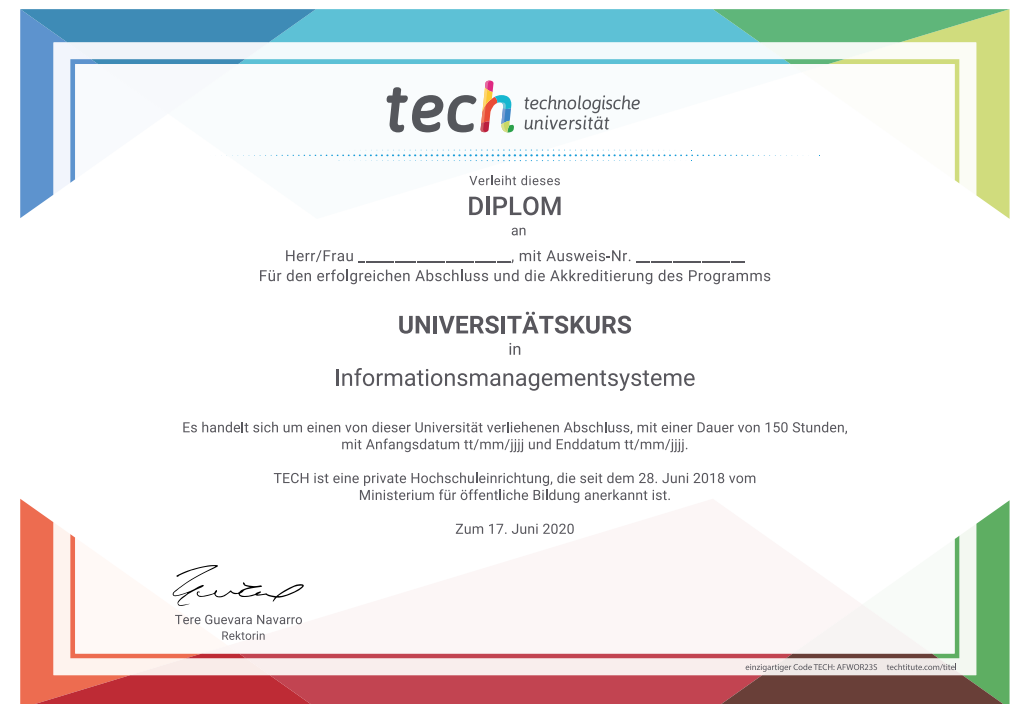 tech technologische
universität
Verleiht dieses
DIPLOM
an
Herr/Frau ____________________, mit Ausweis-Nr. ______________
Für den erfolgreichen Abschluss und die Akkreditierung des Programms
UNIVERSITÄTSKURS
in
Informationsmanagementsysteme
Es handelt sich um einen von dieser Universität verliehenen Abschluss, mit einer Dauer von 150 Stunden,
mit Anfangsdatum tt/mm/jjjj und Enddatum tt/mm/jjjj.
TECH ist eine private Hochschuleinrichtung, die seit dem 28. Juni 2018 vom
Ministerium für öffentliche Bildung anerkannt ist.
Zum 17. Juni 2020
Tere Guevara Navarro
Rektorin
einzigartiger Code TECH: AFWOR23S techtitute.com/titel